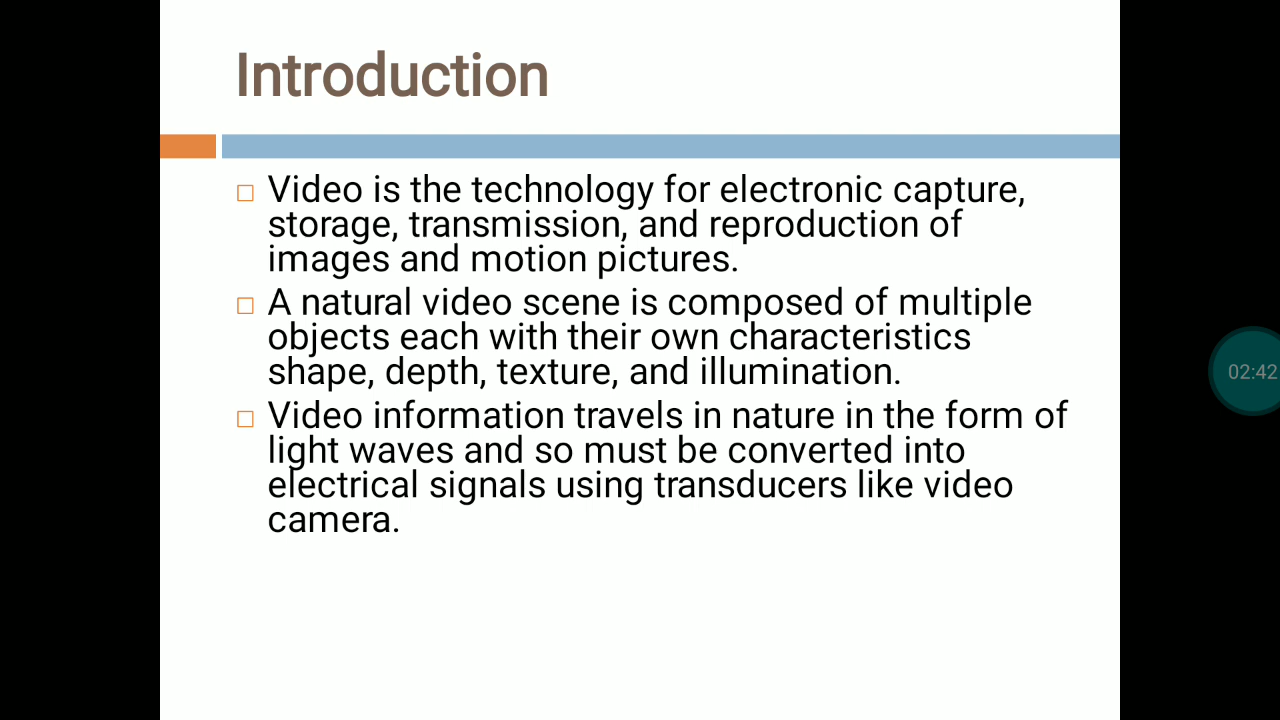 Introduction
Video is the technology for electronic capture,
storage, transmission, and reproduction of
images and motion pictures.
A natural video scene is composed of multiple
objects each with their own characteristics
shape, depth, texture, and illumination.
Video information travels in nature in the form of
light waves and so must be converted into
electrical signals using transducers like video
camera.
02:42